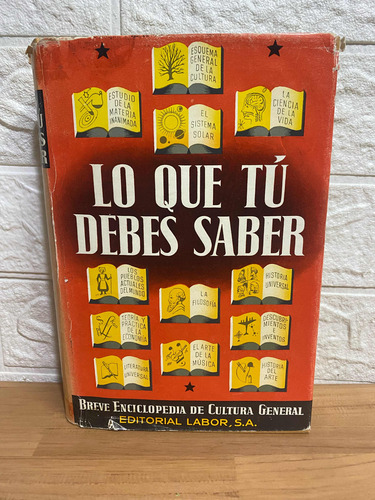 ESQUEMA
GENERAL
DE LA
CULTURA
ESTUDIO
DE LA
MATERIA
INANIMADA
EL
SISTEMA
SOLAR
LA
CIENCIA
DE LA
VIDA
LO QUE TÚ
DEBES SABER
LOS
PUEBLOS
ACTUALES
DEL MUNDO
LA
FILOSOFÍA
HISTORIA
UNIVERSAL
TEORÍA Y
PRÁCTICA
DE LA
ECONOMÍA
DESCUBRI
MIENTOS
E
INVENTOS
LITERATURA
UNIVERSAL
EL ARTE
DE LA
MÚSICA
HISTORIA
DEL
ARTE
BREVE ENCICLOPEDIA DE CULTURA GENERAL
EDITORIAL LABOR, S.A.